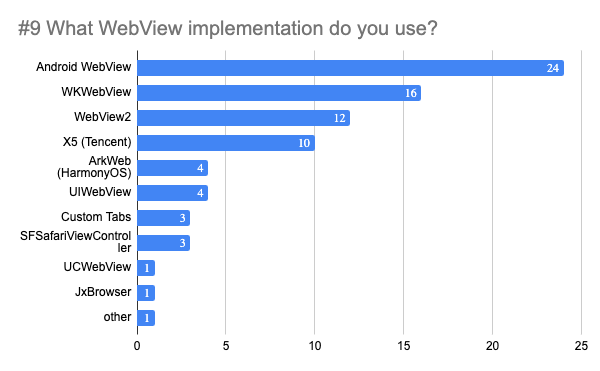 #9 What WebView implementation do you use?
Android WebView
24
WKWebView
16
WebView2
12
X5 (Tencent)
10
ArkWeb
(HarmonyOS)
4
UIWebView
4
Custom Tabs
3
SFSafariViewControl
ler
3
UCWebView
1
JxBrowser
1
other
1
0
5
10
15
20
25